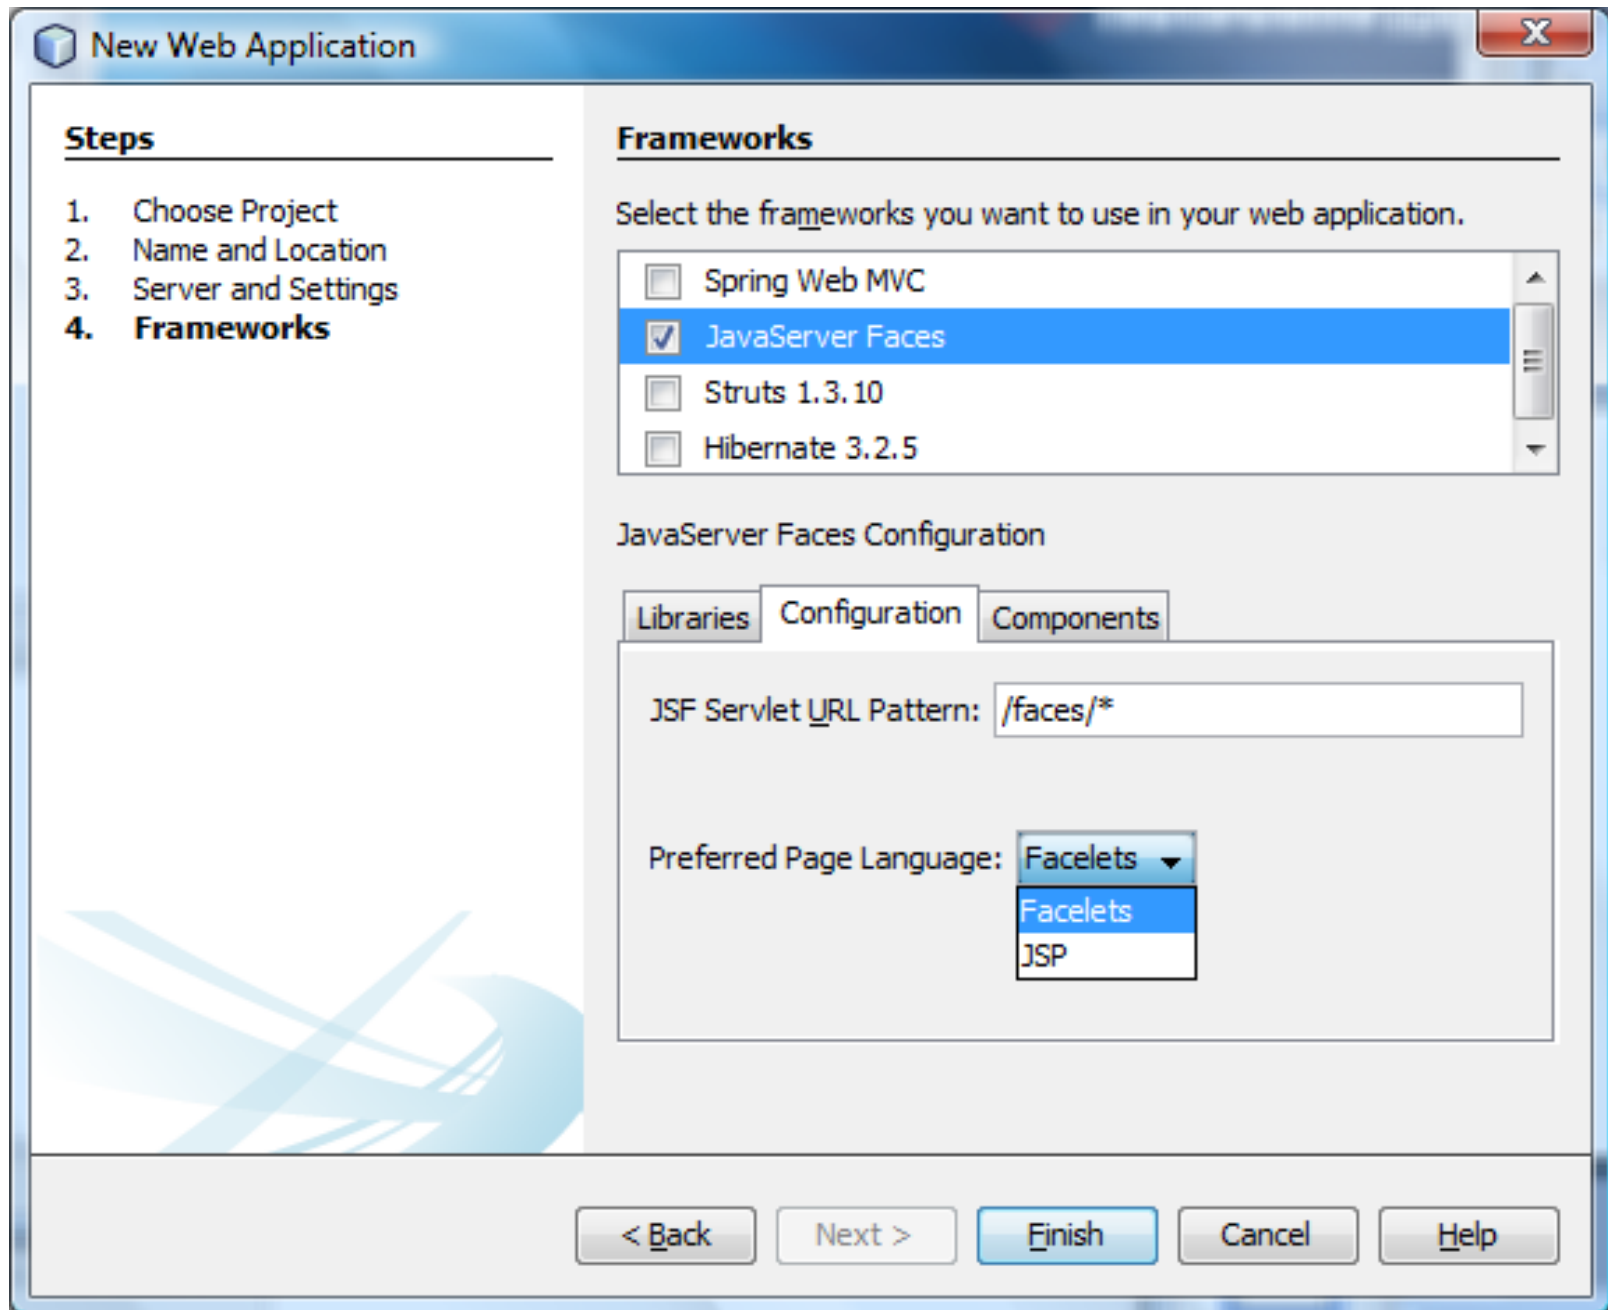 New Web Application
Steps
1. Choose Project
2. Name and Location
3. Server and Settings
4. Frameworks
Frameworks
Select the frameworks you want to use in your web application.
Spring Web MVC
JavaServer Faces
Struts 1.3.10
Hibernate 3.2.5
JavaServer Faces Configuration
Libraries Configuration Components
JSF Servlet URL Pattern: /faces/*
Preferred Page Language: Facelets
Facelets
JSP
< Back Next > Finish Cancel Help